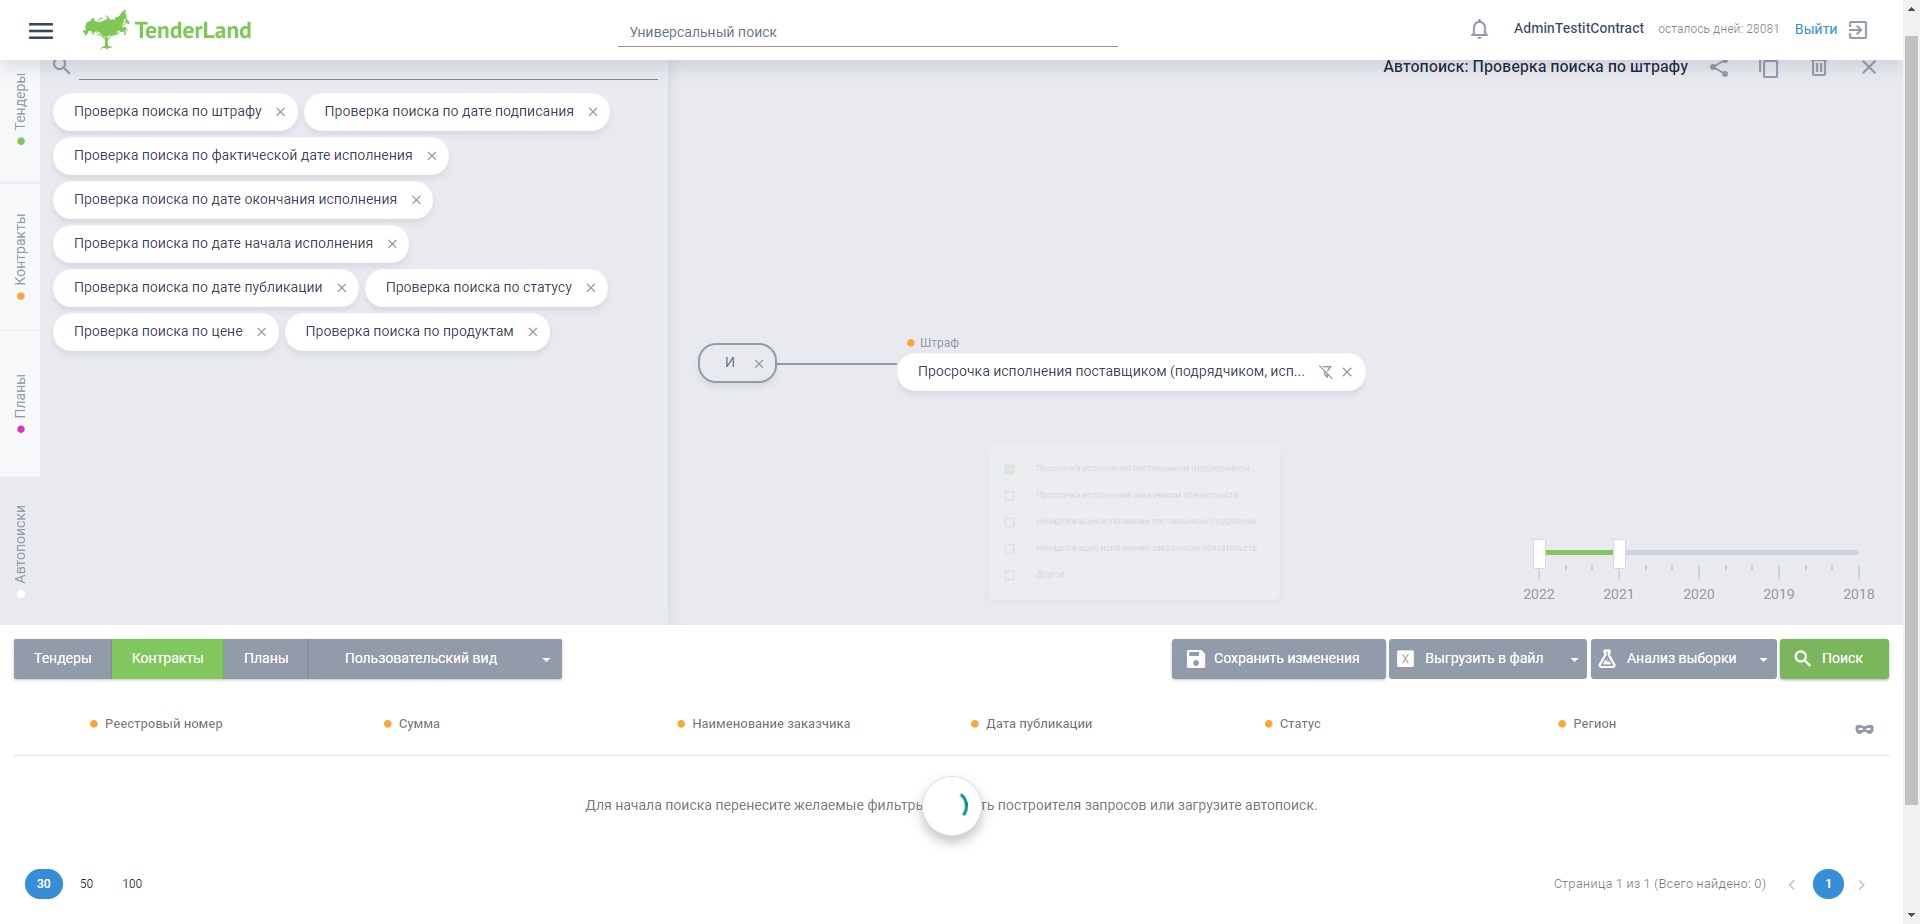 TenderLand
Универсальный поиск
AdminTestitContract
осталось дней: 28081
Выйти
Автопоиск: Проверка поиска по штрафу
Тендеры
Контракты
Планы
Автопоиски
Проверка поиска по штрафу
Проверка поиска по дате подписания
Проверка поиска по фактической дате исполнения
Проверка поиска по дате окончания исполнения
Проверка поиска по дате начала исполнения
Проверка поиска по дате публикации
Проверка поиска по статусу
Проверка поиска по цене
Проверка поиска по продуктам
И
Штраф
Просрочка исполнения поставщиком (подрядчиком, исп...
Просрочка исполнения поставщиком (подрядчиком, ...
Просрочка исполнения заказчиком обязательств
Ненадлежащее исполнение поставщиком (подрядчик...
Ненадлежащее исполнение заказчиком обязательств
Другое
2022
2021
2020
2019
2018
Тендеры
Контракты
Планы
Пользовательский вид
Сохранить изменения
X Выгрузить в файл
Анализ выборки
Поиск
Реестровый номер
Сумма
Наименование заказчика
Дата публикации
Статус
Регион
Для начала поиска перенесите желаемые фильтры ть построителя запросов или загрузите автопоиск.
30
50
100
Страница 1 из 1 (Всего найдено: 0)
1